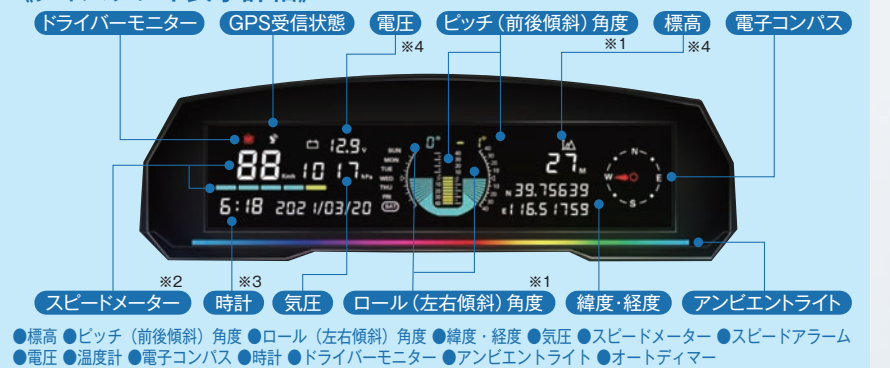 ドライバーモニター GPS受信状態 電圧 ピッチ(前後傾斜)角度 標高 電子コンパス
※4 ※1 ※4
12.9V
SUN
MON
TUE
WED
THU
FRI
SAT
88 Km/h 1017 hPa
6:18 2021/03/20
0°
27M
N 39.75639
E116.51759
N
W E
S
※2 ※3 ※1
スピードメーター 時計 気圧 ロール(左右傾斜)角度 緯度・経度 アンビエントライト
●標高 ●ピッチ(前後傾斜)角度 ●ロール(左右傾斜)角度 ●緯度・経度 ●気圧 ●スピードメーター ●スピードアラーム
●電圧 ●温度計 ●電子コンパス ●時計 ●ドライバーモニター ●アンビエントライト ●オートディマー